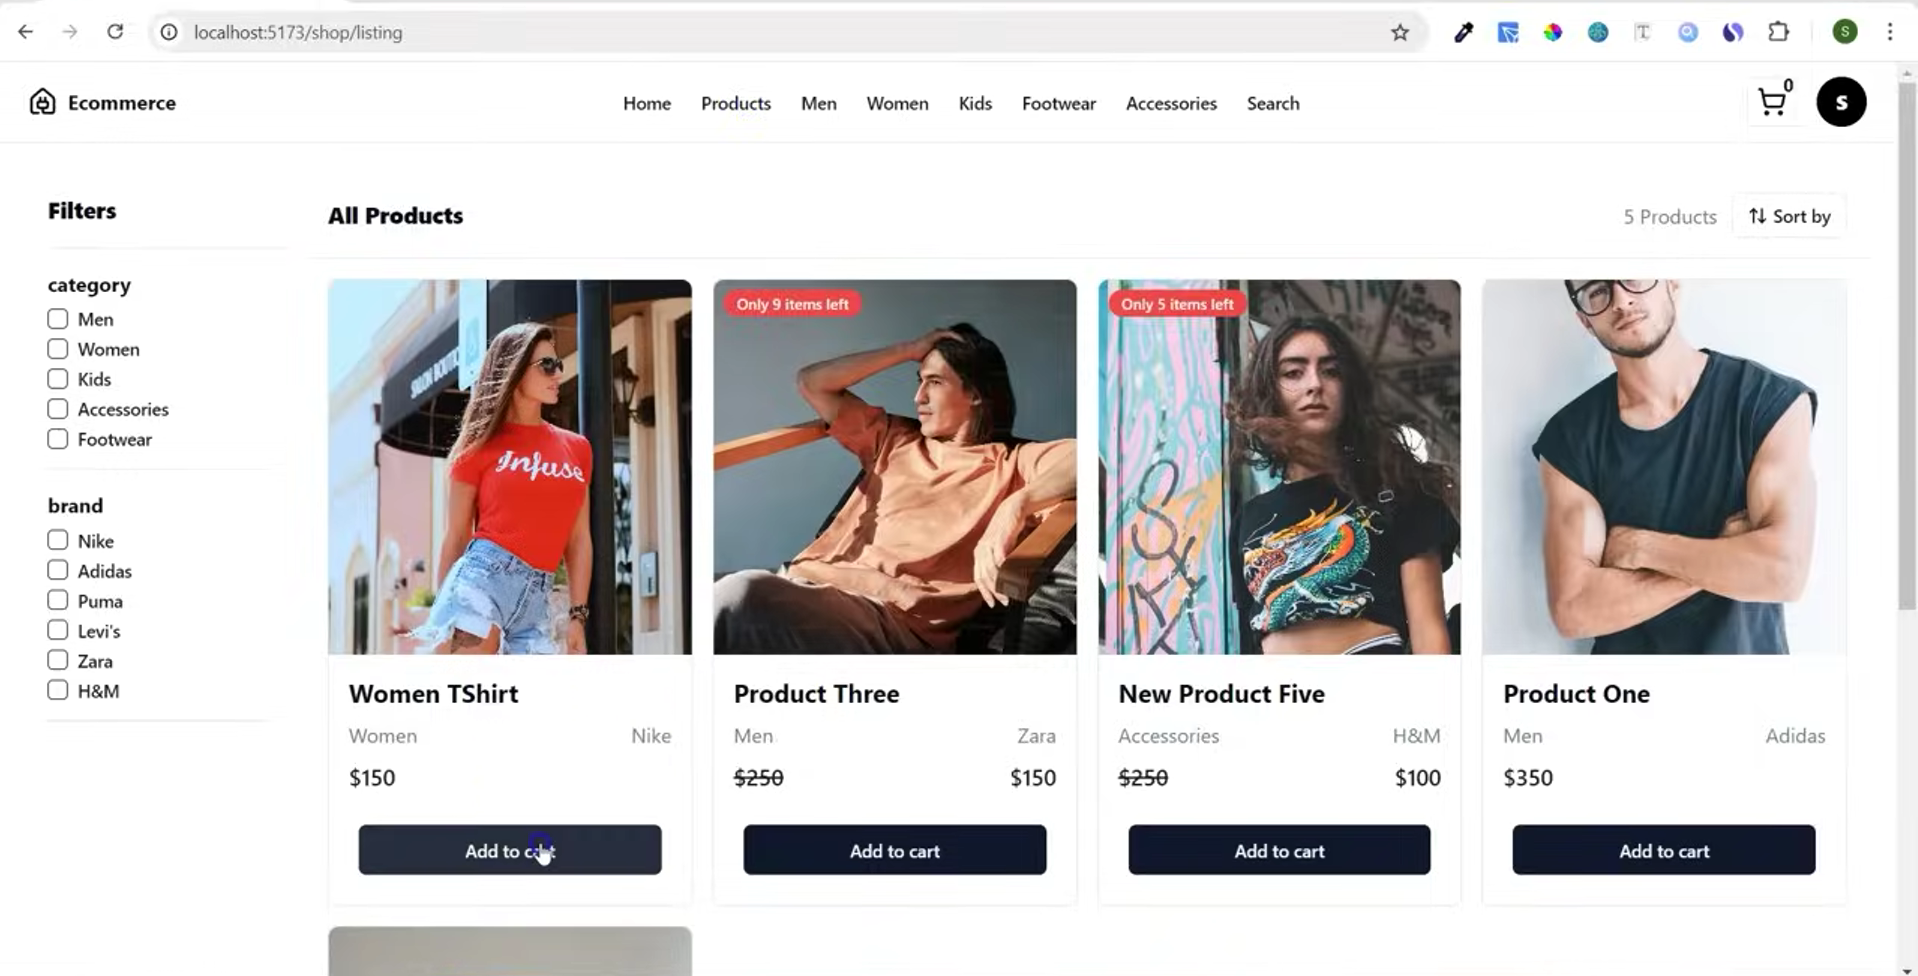 localhost:5173/shop/listing
S
Ecommerce
Home Products Men Women Kids Footwear Accessories Search
0
S
Filters
All Products
5 Products
Sort by
category
Men
Women
Kids
Accessories
Footwear
brand
Nike
Adidas
Puma
Levi's
Zara
H&M
Infuse
Women TShirt
Women Nike
$150
Add to cart
Only 9 items left
Product Three
Men Zara
$250 $150
Add to cart
Only 5 items left
New Product Five
Accessories H&M
$250 $100
Add to cart
Product One
Men Adidas
$350
Add to cart